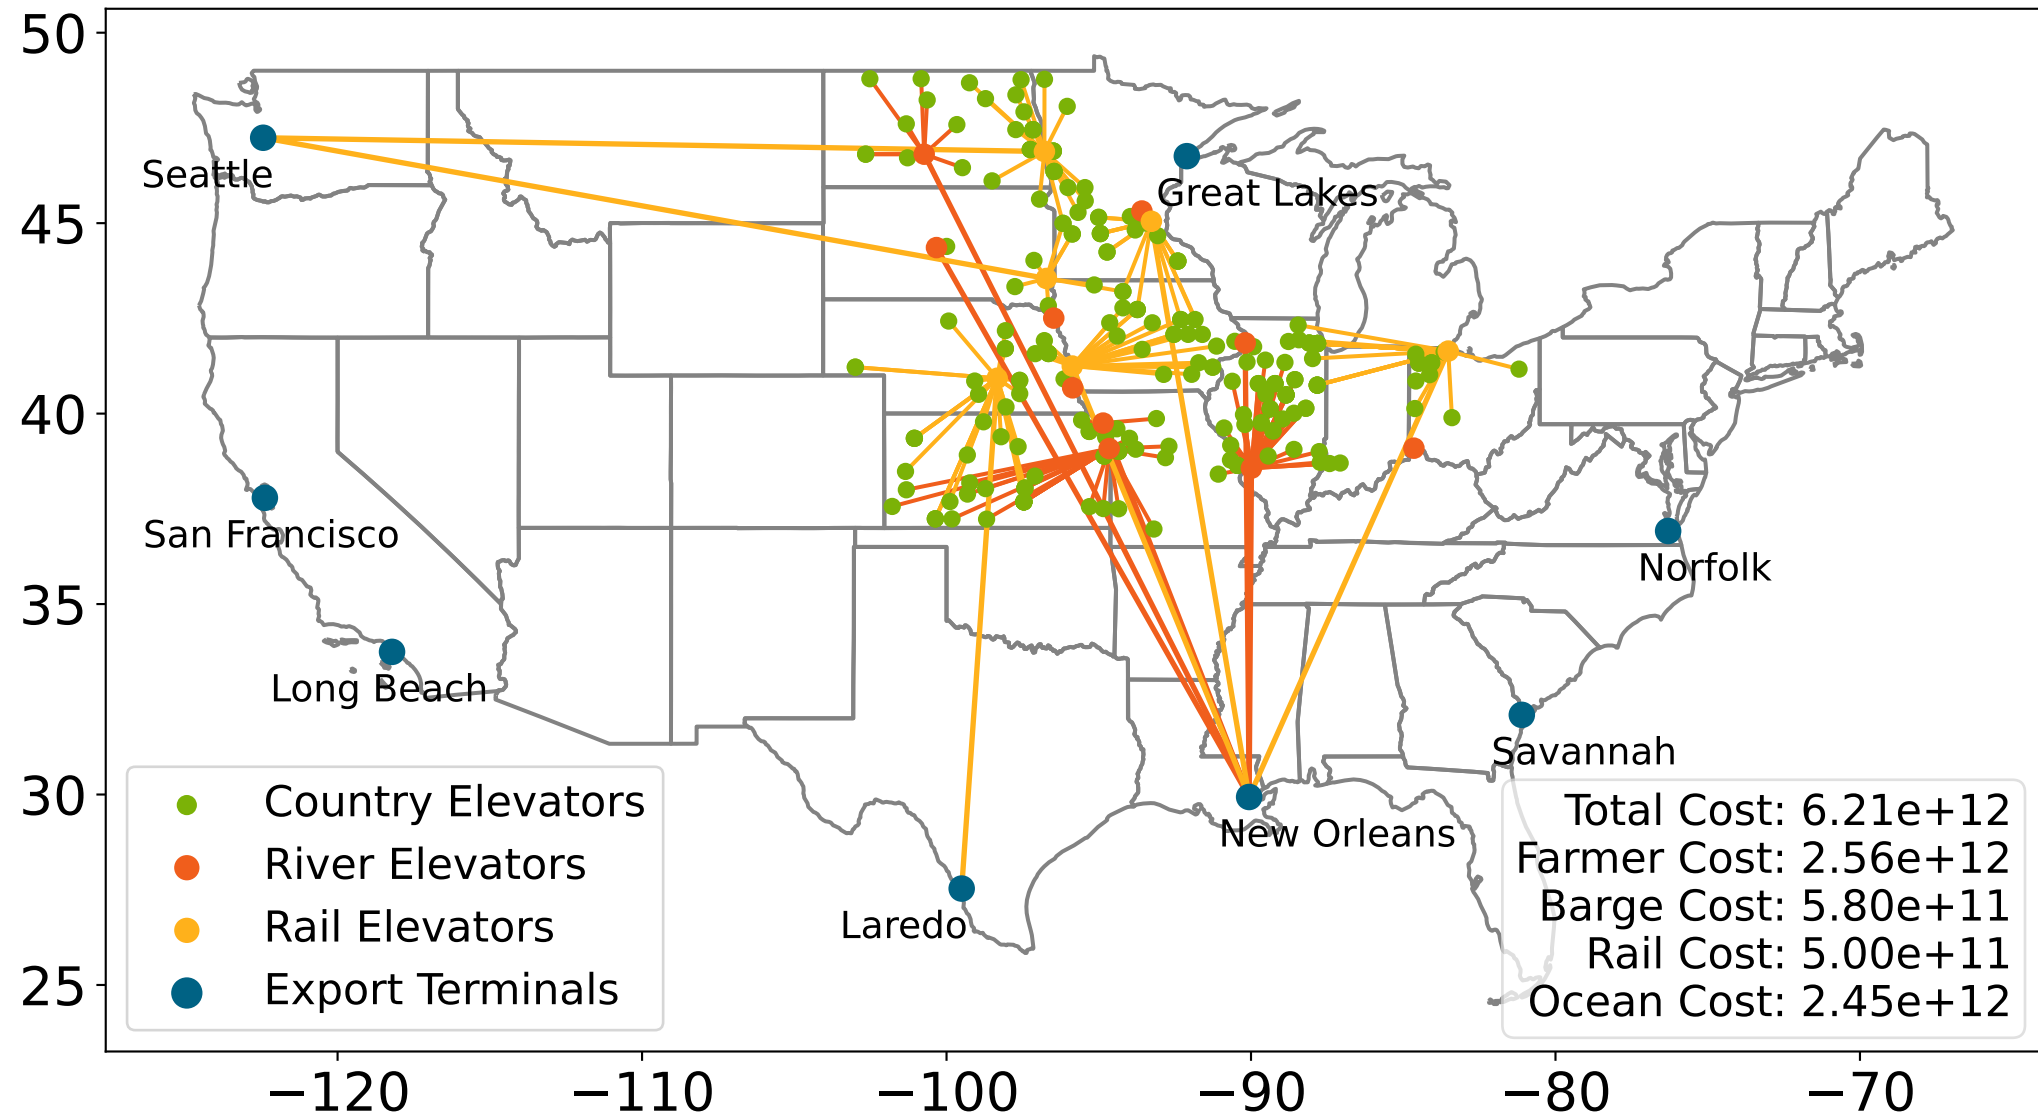 50
45
40
35
30
25
−120
−110
−100
−90
−80
−70
Seattle
Great Lakes
San Francisco
Norfolk
Long Beach
Savannah
New Orleans
Laredo
Country Elevators
River Elevators
Rail Elevators
Export Terminals
Total Cost: 6.21e+12
Farmer Cost: 2.56e+12
Barge Cost: 5.80e+11
Rail Cost: 5.00e+11
Ocean Cost: 2.45e+12